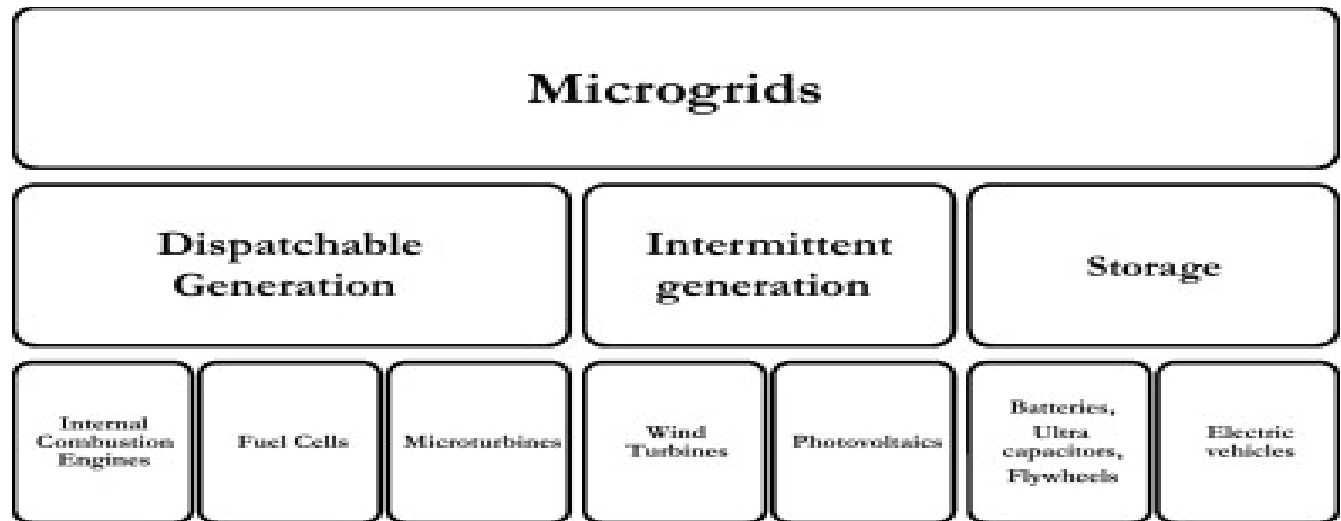 Microgrids
Dispatchable
Generation
Intermittent
generation
Storage
Internal
Combustion
Engines
Fuel Cells
Microturbines
Wind
Turbines
Photovoltaics
Batteries,
Ultra
capacitors,
Flywheels
Electric
vehicles